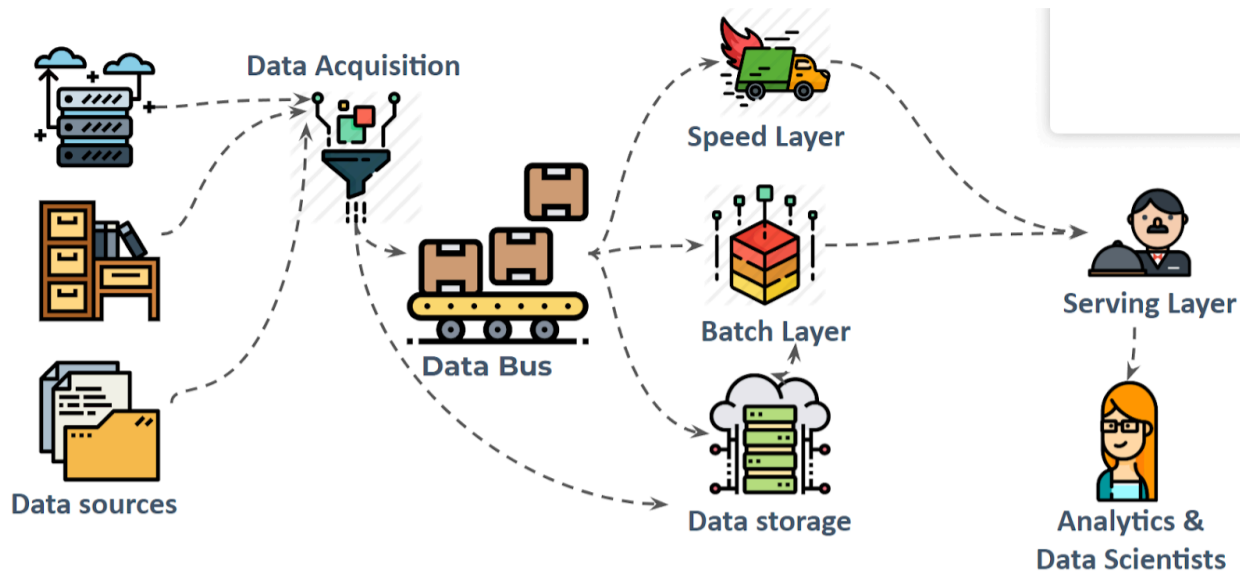 Data Acquisition
Speed Layer
Batch Layer
Serving Layer
Data Bus
Data sources
Data storage
Analytics &
Data Scientists